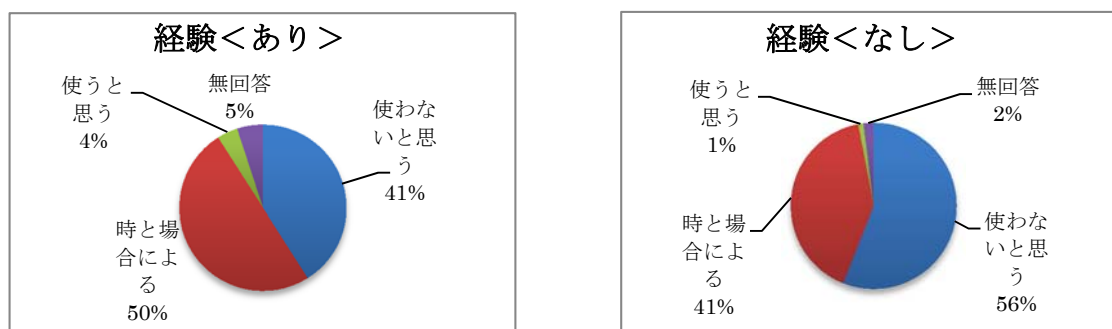 経験＜あり＞
使うと
思う
4%
無回答
5%
使わな
いと思
う
41%
時と場
合によ
る
50%
経験＜なし＞
使うと
思う
1%
無回答
2%
時と場
合によ
る
41%
使わな
いと思
う
56%